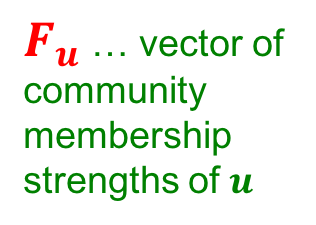 F_u … vector of
community
membership
strengths of u